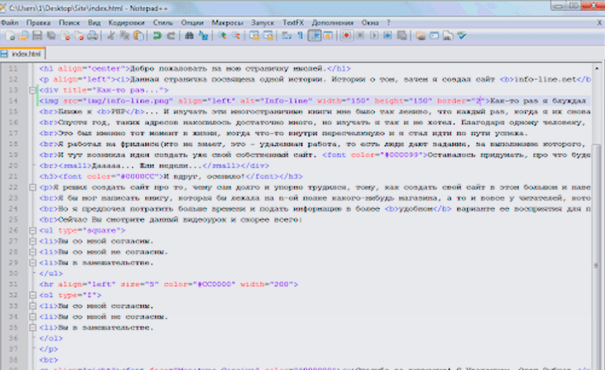 C:\Users\1\Desktop\Site\index.html - Notepad++
Файл Правка Поиск Вид Кодировки Стиль Опции Макросы Запуск TextFX Дополнения Окна ?
index.html
11 <h1 align="center">Добро пожаловать на мою страничку мыслей.</h1>
12 <p align="left"><i>Данная страничка посвящена одной истории. Истории о том, зачем я создал сайт <b>info-line.net</b
13 <div title="Как-то раз...">
14 <img src="img/info-line.png" align="left" alt="Info-line" width="150" height="150" border="2">Как-то раз я блуждал
15 <br>Ближе к <b>PHP</b>... И изучать эти многостраничные книги мне было так лениво, что каждый раз, когда я их снова
16 <br>Спустя год, таких адресов накопилось достаточно много, но изучать я так и не хотел. Благодаря одному человеку,
17 <br>Это был именно тот момент в жизни, когда что-то внутри перещелкнуло и я стал идти по пути успеха.
18 <br>Я работал на фрилансе(кто не знает, это - удаленная работа, то есть люди дают задания, за выполнение которого,
19 <br>И тут возникла идея создать уже свой собственный сайт. <font color="#000099">Оставалось придумать, про что буде
20 <br><small>Дааааа... Еле недели...</small></div>
21 <h3><font color="#0000CC">И вдруг, осенило!</font></h3>
22 <p>Я решил создать сайт про то, чему сам долго и упорно трудился, тому, как создать свой сайт в этом большом и наве
23 <br>Я бы мог написать книгу, которая бы лежала на n-ой полке какого-нибудь магазина, а то и вовсе у читателей, кото
24 <br>Но я предпочел потратить больше времени и подать информацию в более <b>удобном</b> варианте ее восприятия для п
25 <br>Сейчас Вы смотрите данный видеоурок и скорее всего:
26 <ul type="square">
27 <li>Вы со мной согласны.
28 <li>Вы со мной не согласны.
29 <li>Вы в замешательстве.
30 </ul>
31 <hr align="left" size="5" color="#CC0000" width="200">
32 <ol type="I">
33 <li>Вы со мной согласны.
34 <li>Вы со мной не согласны.
35 <li>Вы в замешательстве.
36 </ol>
37 </p>
38 <hr>